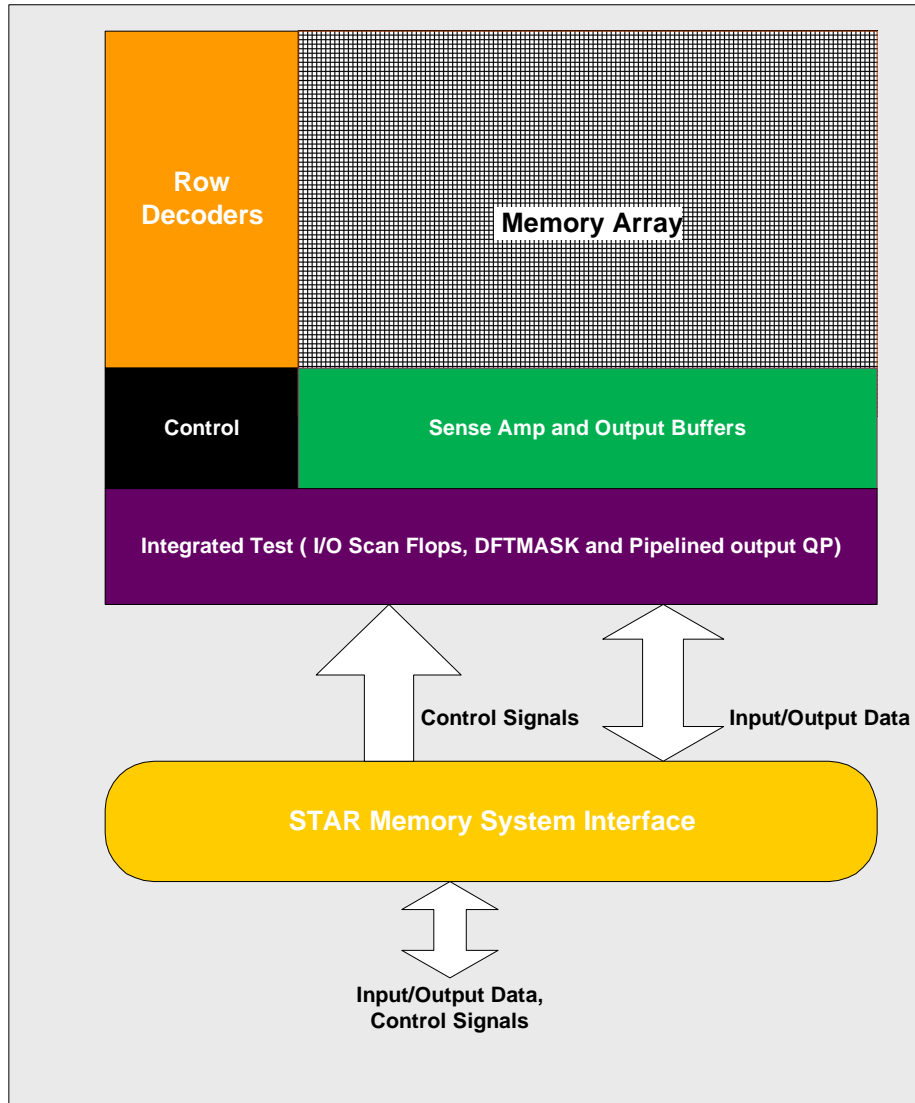 Row
Decoders
Memory Array
Control
Sense Amp and Output Buffers
Integrated Test ( I/O Scan Flops, DFTMASK and Pipelined output QP)
Control Signals
Input/Output Data
STAR Memory System Interface
Input/Output Data,
Control Signals